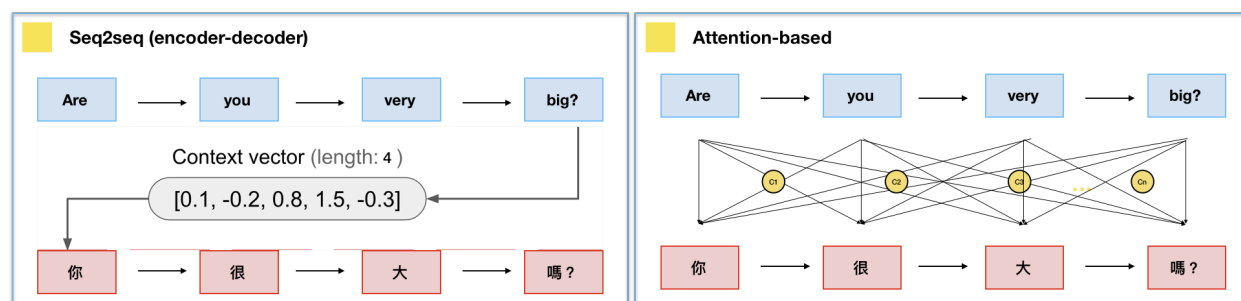 Seq2seq (encoder-decoder)
Are you very big?
Context vector (length: 4 )
[0.1, -0.2, 0.8, 1.5, -0.3]
你 很 大 嗎？
Attention-based
Are you very big?
C1 C2 C3 ... Cn
你 很 大 嗎？